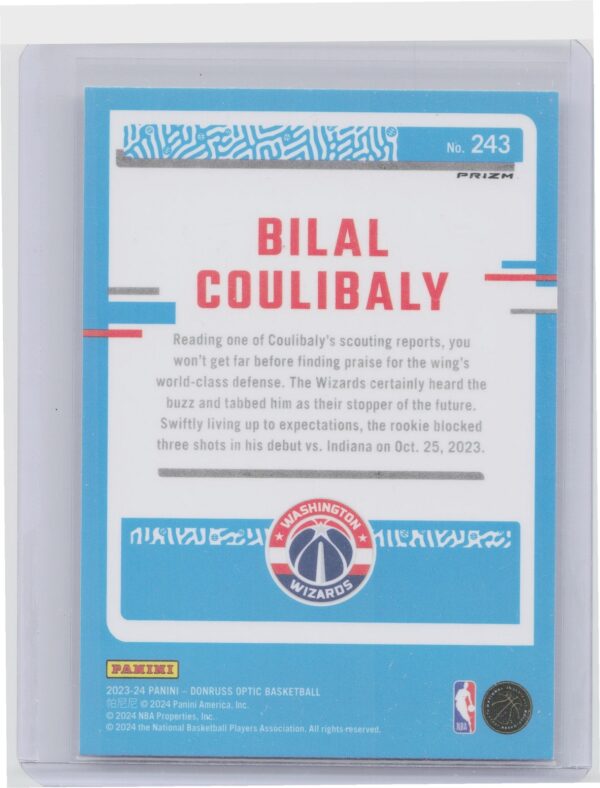 No. 243
PRIZM
BILAL
COULIBALY
Reading one of Coulibaly's scouting reports, you
won't get far before finding praise for the wing's
world-class defense. The Wizards certainly heard the
buzz and tabbed him as their stopper of the future.
Swiftly living up to expectations, the rookie blocked
three shots in his debut vs. Indiana on Oct. 25, 2023.
WASHINGTON
WIZARDS
PANINI
2023-24 PANINI – DONRUSS OPTIC BASKETBALL
帕尼尼 © 2024 Panini America, Inc.
© 2024 NBA Properties, Inc.
© 2024 the National Basketball Players Association. All rights reserved.
NBA